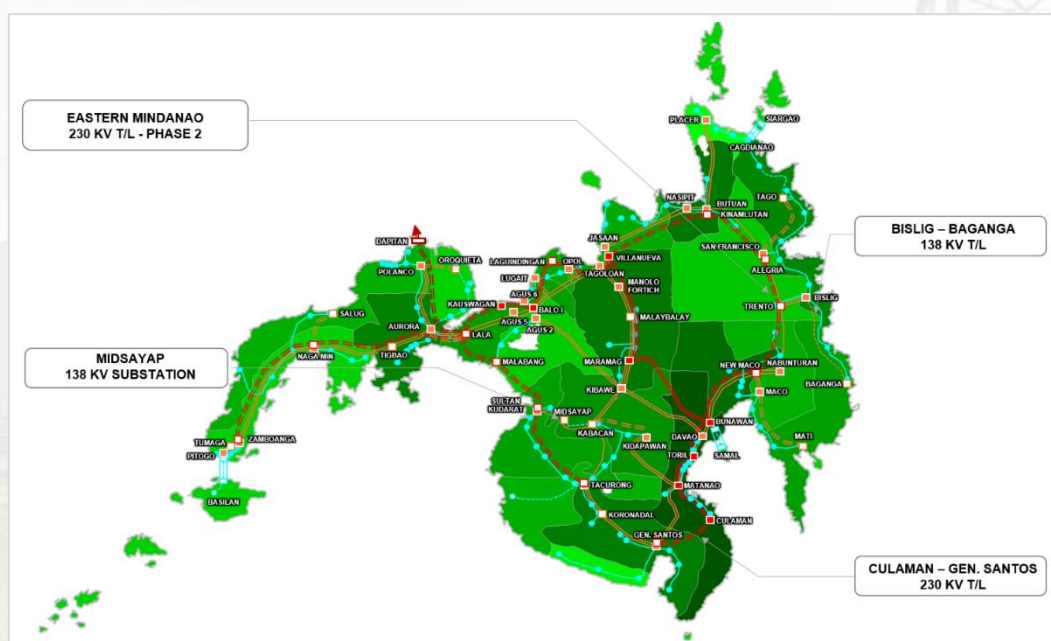 EASTERN MINDANAO
230 KV T/L - PHASE 2
BISLIG – BAGANGA
138 KV T/L
MIDSAYAP
138 KV SUBSTATION
CULAMAN – GEN. SANTOS
230 KV T/L
PLACER
SIARGAO
CAGDIANAO
NASIPIT
BUTUAN
KINAMLUTAN
TAGO
JASAAN
SAN FRANCISCO
DAPITAN
LAGUINDINGAN
OPOL
VILLANUEVA
ALEGRIA
POLANCO
OROQUIETA
LUGAIT
TAGOLOAN
MANOLO
FORTICH
AGUS 6
KAUSWAGAN
BALO I
TRENTO
BISLIG
SALUG
AGUS 5
MALAYBALAY
AURORA
LALA
AGUS 2
NAGA MIN
TIGBAO
MALABANG
MARAMAG
NEW MACO
NABUNTURAN
KIBAWE
MACO
BAGANGA
SULTAN
KUDARAT
MIDSAYAP
BUNAWAN
KABACAN
DAVAO
KIDAPAWAN
TUMAGA
ZAMBOANGA
PITOGO
TORIL
SAMAL
MATI
BASILAN
TACURONG
MATANAO
KORONADAL
CULAMAN
GEN. SANTOS